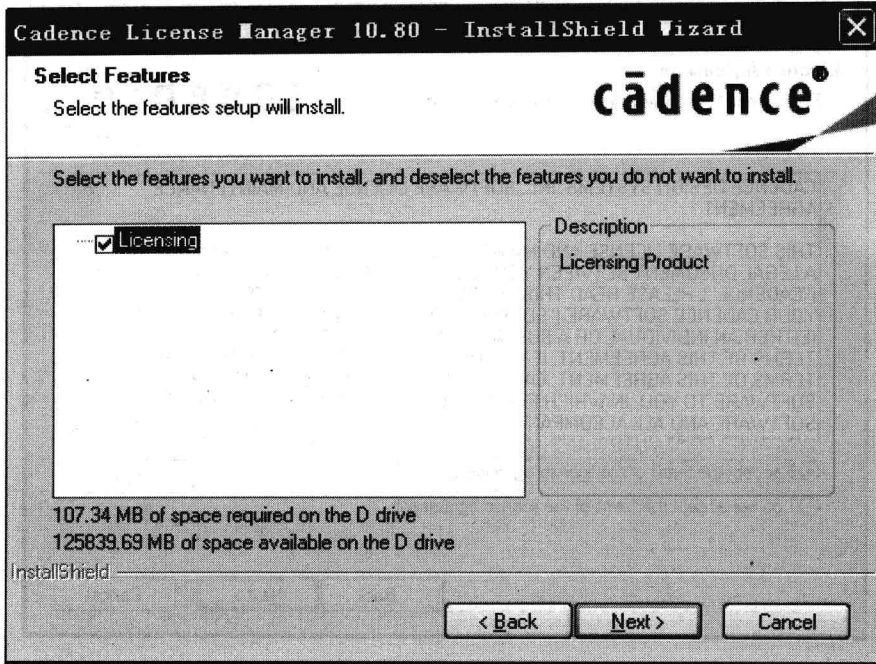 Cadence License Manager 10.80 - InstallShield Wizard
Select Features
Select the features setup will install.
cādence®
Select the features you want to install, and deselect the features you do not want to install.
Licensing
Description
Licensing Product
107.34 MB of space required on the D drive
125839.69 MB of space available on the D drive
InstallShield
< Back
Next >
Cancel